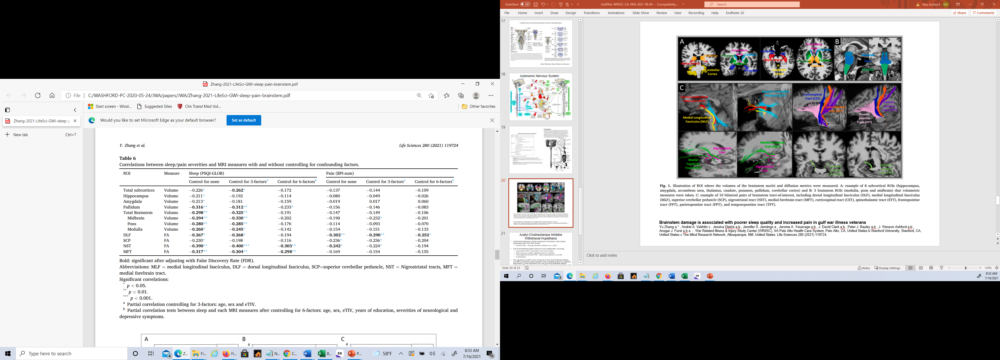 Zhang-2021-LifeSci-GWI-sleep-pain-brainstem.pdf
File C:/WASHFORD-PC-2020-05-24/JWA/papers/JWA/Zhang-2021-LifeSci-GWI-sleep-pain-brainstem.pdf
Start screen - Wind... Suggested Sites Clin Transl Med Vol... Other favorites
Zhang-2021-LifeSci-GWI-sleep-p
New tab Ctrl+T
Would you like to set Microsoft Edge as your default browser? Set as default
Y. Zhang et al. Life Sciences 280 (2021) 119724
Table 6
Correlations between sleep/pain severities and MRI measures with and without controlling for confounding factors.
ROI Measure Sleep (PSQI-GLOB) Pain (BPI-sum)
Control for none Control for 3-factorsa Control for 6-factorsb Control for none Control for 3-factorsa Control for 6-factorsb
Total subcortices Volume −0.226* −0.262* −0.172 −0.137 −0.144 −0.109
Hippocampus Volume −0.211* −0.192 −0.114 −0.080 −0.049 −0.026
Amygdala Volume −0.213* −0.181 −0.159 −0.019 0.017 0.060
Pallidum Volume −0.316** −0.312** −0.233* −0.156 −0.146 −0.083
Total Brainstem Volume −0.298** −0.325** −0.191 −0.147 −0.149 −0.106
Midbrain Volume −0.294** −0.330** −0.202 −0.190 −0.232* −0.201
Pons Volume −0.280** −0.285** −0.176 −0.114 −0.093 −0.070
Medulla Volume −0.260* −0.245* −0.142 −0.154 −0.151 −0.133
DLF FA −0.267* −0.268* −0.194 −0.302** −0.290** −0.252*
SCP FA −0.230* −0.198 −0.116 −0.236* −0.236* −0.204
NST FA −0.390** −0.400*** −0.303** −0.242* −0.224* −0.194
MFT FA −0.317** −0.304** −0.298** −0.169 −0.154 −0.155
Bold: significant after adjusting with False Discovery Rate (FDR).
Abbreviations: MLF = medial longitudinal fasciculus, DLF = dorsal longitudinal fasciculus, SCP=superior cerebellar peduncle, NST = Nigrostriatal tracts, MFT =
medial forebrain tract.
Significant correlations:
* p < 0.05.
** p < 0.01.
*** p < 0.001.
a Partial correlation controlling for 3-factors: age, sex and eTIV.
b Partial correlation tests between sleep and each MRI measures after controlling for 6-factors: age, sex, eTIV, years of education, severities of neurological and
depressive symptoms.
A B C
4 4
Type here to search
4 Z... Fi... Fi... N... C... B... EN P... 58°F
8:33 AM
7/16/2021
16
AutoSave Off GulfWar-WRIISC-CA-JWA-2021-08-04 - Compatibility... Search Wes Ashford WA
File Home Insert Draw Design Transitions Animations Slide Show Review View Recording Help EndNote 20 Share Comments
17
Cranial Nerve and Neuromodulatory Nuclei of the Brainstem
18
Autonomic Nervous System
19
20
21
Acetyl-Cholinesterase Inhibitor
Withdrawal Hypothesis
A B
Hippocampus
Cerebellar
Cortex
Accumbens
Area
Putamen
Amygdala
Putamen
C
Medial Longitudinal
Fasciculus (MLF)
Corticospinal
Tract (CST)
Fronto-
pontine
Tract (FPT)
Nigrostriatal
Tract
Medial
Forebrain
Tract (MFT)
Fig. 1. Illustration of ROI where the volumes of the brainstem nuclei and diffusion metrics were measured. A: example of 8 subcortical ROIs (hippocampus,
amygdala, accumbens area, thalamus, caudate, putamen, pallidum, cerebellar cortex) and B: 3 brainstem ROIs (medulla, pons and midbrain) that volumetric
measures were taken. C: example of 10 bilateral pairs of brainstem tract-of-interest, including dorsal longitudinal fasciculus (DLF), medial longitudinal fasciculus
(MLF), superior cerebellar peduncle (SCP), nigrostriatal tract (NST), medial forebrain tract (MFT), corticospinal tract (CST), spinothalamic tract (STT), frontopontine
tract (FPT), parietopontine tract (PPT), and temporopontine tract (TPT).
Brainstem damage is associated with poorer sleep quality and increased pain in gulf war illness veterans
Yu Zhang a,* , Andrei A. Vakhtin c , Jessica Dietch a,b , Jennifer S. Jennings a , Jerome A. Yesavage a,b , J. David Clark a,b , Peter J. Bayley a,b , J. Wesson Ashford a,b ,
Ansgar J. Furst a,b a - War Related Illness & Injury Study Center (WRIISC), VA Palo Alto Health Care System, Palo Alto, CA, United States b Stanford University, Stanford, CA,
United States c The Mind Research Network, Albuquerque, NM, United States. Life Sciences 280 (2021) 119724.
Click to add notes
Slide 20 of 23 Notes Display Settings 120%
4 EN
8:33 AM
7/16/2021